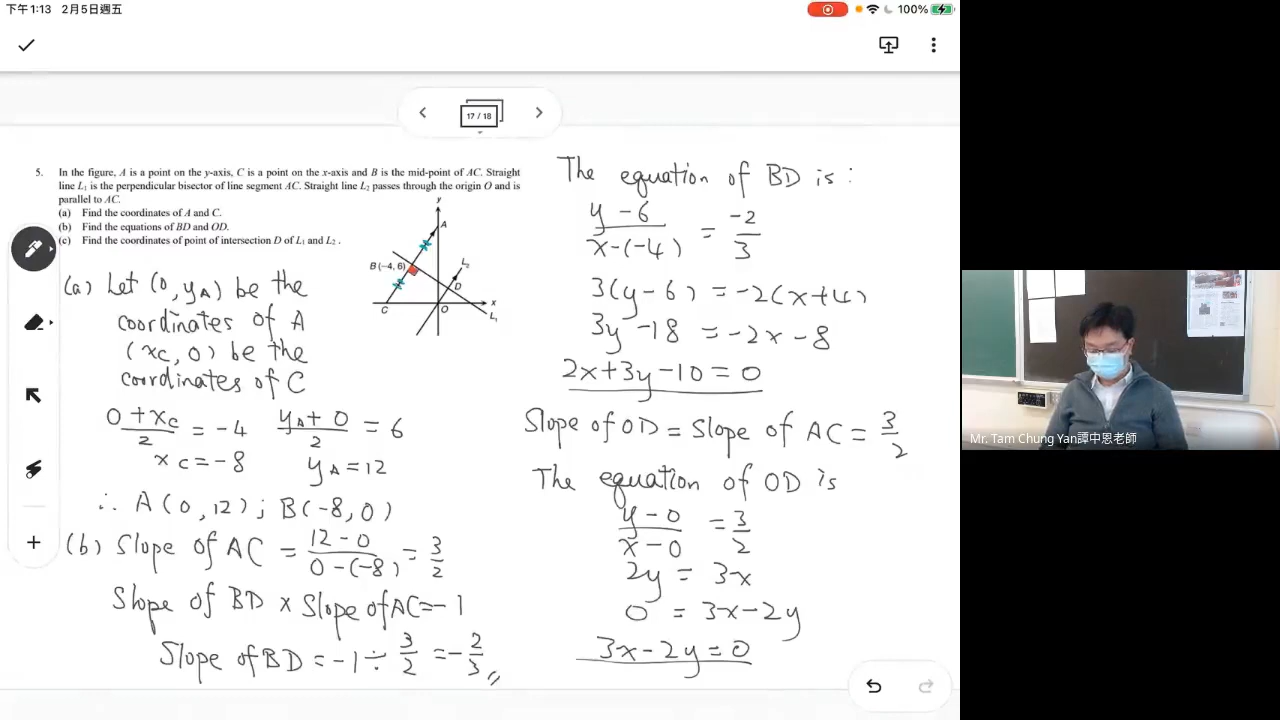 下午1:13 2月5日週五
100%
17 / 18
5. In the figure, A is a point on the y-axis, C is a point on the x-axis and B is the mid-point of AC. Straight
line L₁ is the perpendicular bisector of line segment AC. Straight line L₂ passes through the origin O and is
parallel to AC.
(a) Find the coordinates of A and C.
(b) Find the equations of BD and OD.
(c) Find the coordinates of point of intersection D of L₁ and L₂ .
y
A
B (−4, 6)
L₂
D
C
O
x
L₁
(a) Let (0, yA) be the
coordinates of A
(xc, 0) be the
coordinates of C
(0 + xc)/2 = -4 (yA + 0)/2 = 6
xc = -8 yA = 12
∴ A (0, 12) ; B (-8, 0)
(b) Slope of AC = (12 - 0)/(0 - (-8)) = 3/2
Slope of BD × Slope of AC = -1
Slope of BD = -1 ÷ 3/2 = -2/3 //
The equation of BD is :
(y - 6)/(x - (-4)) = -2/3
3(y - 6) = -2(x + 4)
3y - 18 = -2x - 8
2x + 3y - 10 = 0
Slope of OD = Slope of AC = 3/2
The equation of OD is
(y - 0)/(x - 0) = 3/2
2y = 3x
0 = 3x - 2y
3x - 2y = 0
Mr. Tam Chung Yan譚中恩老師